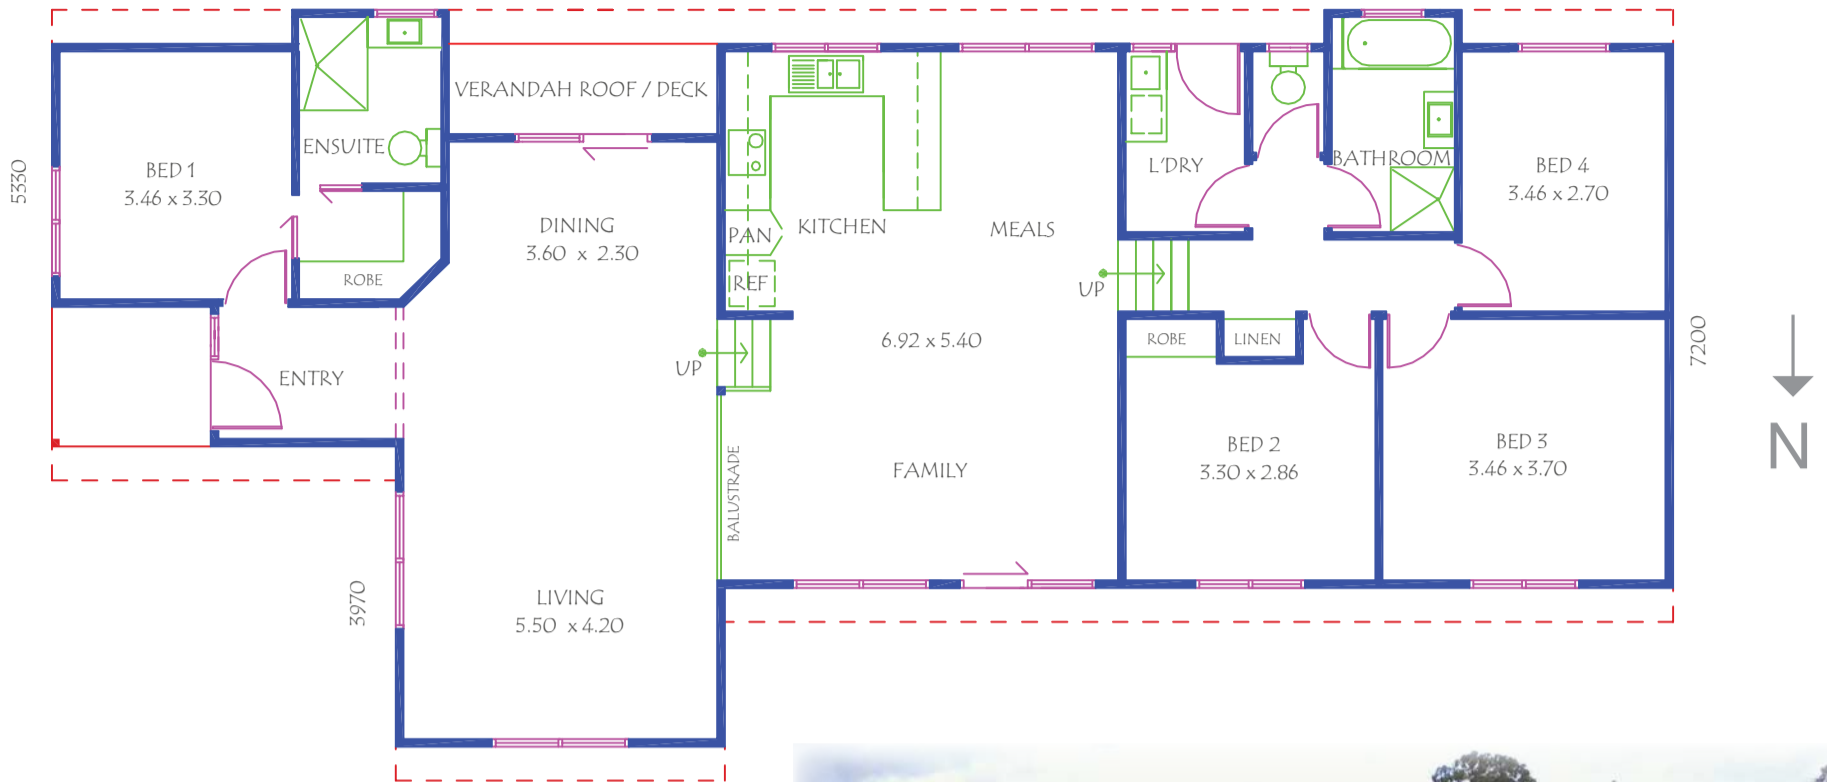 VERANDAH ROOF / DECK
ENSUITE
BED 1
3.46 x 3.30
5330
ROBE
DINING
3.60 x 2.30
PAN
KITCHEN
MEALS
REF
UP
6.92 x 5.40
L'DRY
BATHROOM
BED 4
3.46 x 2.70
UP
ROBE
LINEN
7200
ENTRY
BALUSTRADE
FAMILY
BED 2
3.30 x 2.86
BED 3
3.46 x 3.70
N
3970
LIVING
5.50 x 4.20